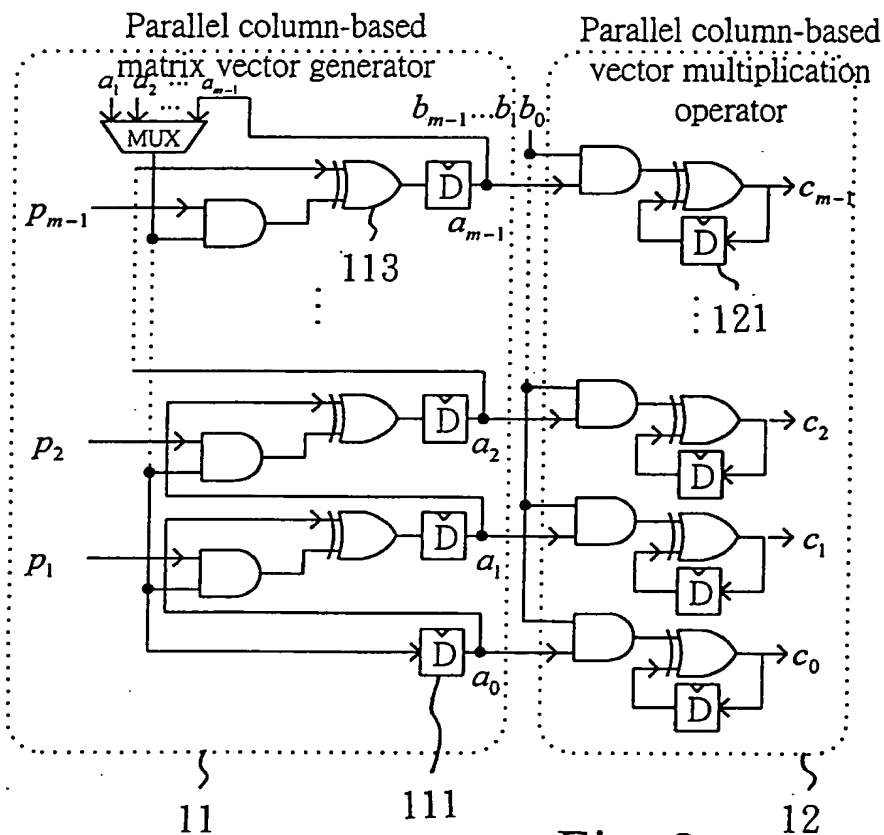 Parallel column-based
matrix vector generator
Parallel column-based
vector multiplication
operator
a₁ a₂ ... aₘ₋₁
MUX
bₘ₋₁...b₁b₀
pₘ₋₁
D
aₘ₋₁
cₘ₋₁
D
113
121
p₂
D
a₂
c₂
D
p₁
D
a₁
c₁
D
D
a₀
c₀
D
11
111
12